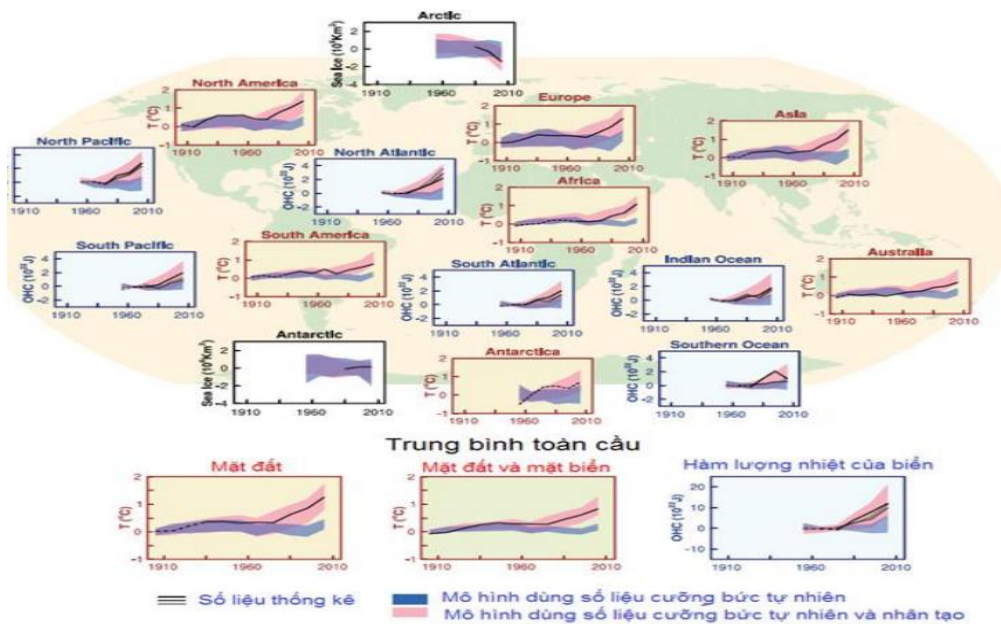 Arctic
Sea Ice (10⁶Km²)
0
-2
-4
1910 1960 2010
North America
T (°C)
2
1
0
-1
1910 1960 2010
Europe
T (°C)
2
1
0
-1
1910 1960 2010
Asia
T (°C)
2
1
0
-1
1910 1960 2010
North Pacific
1910 1960 2010
North Atlantic
OHC (10²²J)
4
2
0
-2
1910 1960 2010
Africa
T (°C)
2
1
0
-1
1910 1960 2010
South Pacific
OHC (10²²J)
4
2
0
-2
1910 1960 2010
South America
T (°C)
2
1
0
-1
1910 1960 2010
South Atlantic
OHC (10²²J)
4
2
0
-2
1910 1960 2010
Indian Ocean
OHC (10²²J)
4
2
0
-2
1910 1960 2010
Australia
T (°C)
2
1
0
-1
1910 1960 2010
Antarctic
Sea Ice (10⁶Km²)
2
0
-2
-4
1910 1960 2010
Antarctica
T (°C)
2
1
0
-1
1910 1960 2010
Southern Ocean
OHC (10²²J)
4
2
0
-2
1910 1960 2010
Trung bình toàn cầu
Mặt đất
T (°C)
2
1
0
-1
1910 1960 2010
Mặt đất và mặt biển
T (°C)
2
1
0
-1
1910 1960 2010
Hàm lượng nhiệt của biển
OHC (10²²J)
20
10
0
-10
1910 1960 2010
Số liệu thống kê
Mô hình dùng số liệu cưỡng bức tự nhiên
Mô hình dùng số liệu cưỡng bức tự nhiên và nhân tạo